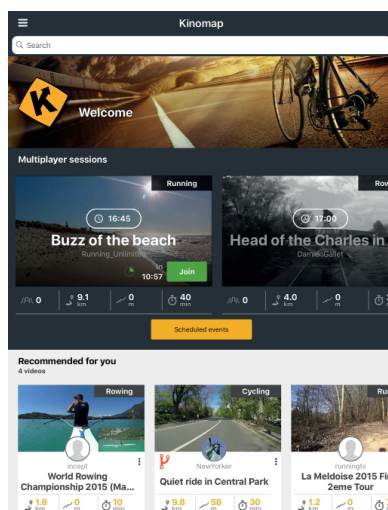 Kinomap
Search
Welcome
Multiplayer sessions
Running
16:45
Buzz of the beach
Running_Unlimited
in
10:57
Join
0
9.1
km
0
m
40
min
Row
17:00
Head of the Charles in
DamienGallet
0
4.0
km
0
m
Scheduled events
Recommended for you
4 videos
Rowing
incept
World Rowing
Championship 2015 (Ma...
1.8
km
0
m
10
min
Cycling
NewYorker
Quiet ride in Central Park
9.8
km
58
m
30
min
Ru
runningtv
La Meldoise 2015 Fi
2eme Tour
1.2
km
0
m